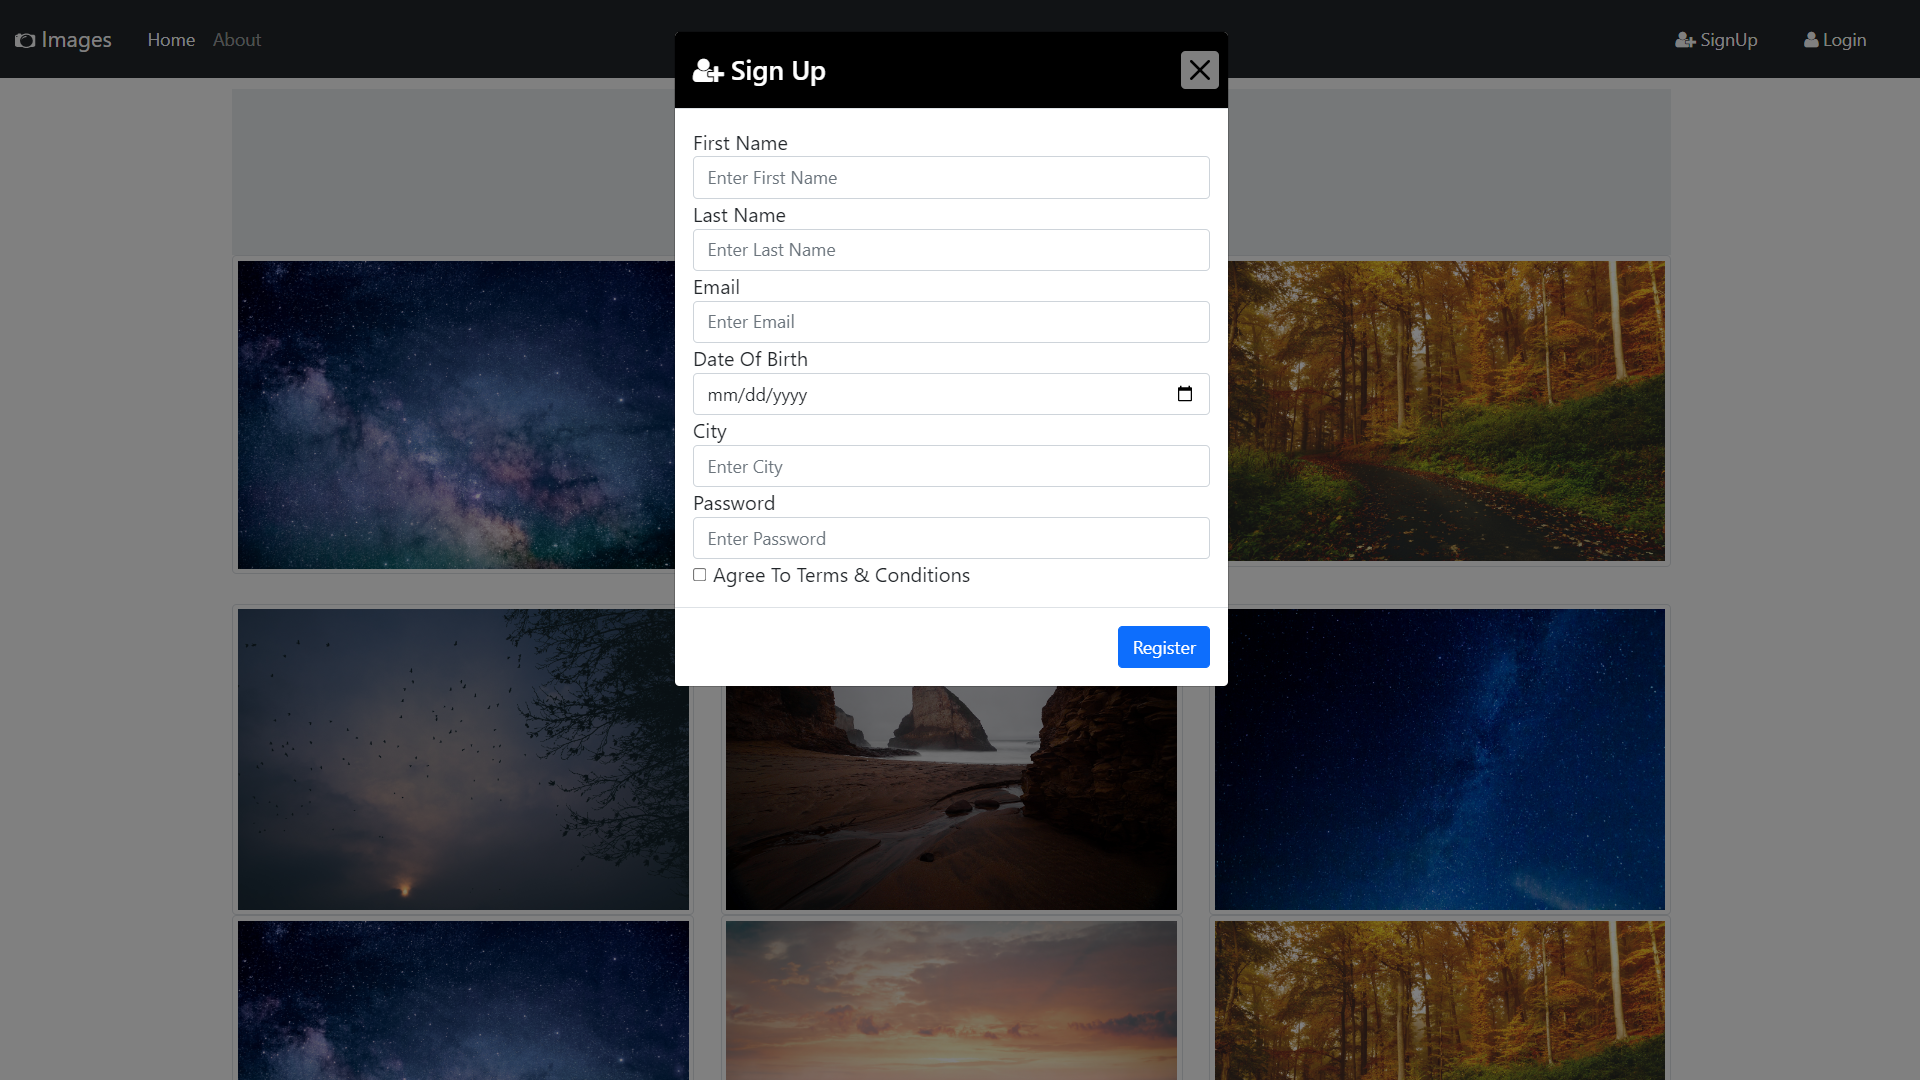 Images Home About SignUp Login
Sign Up
First Name
Enter First Name
Last Name
Enter Last Name
Email
Enter Email
Date Of Birth
mm/dd/yyyy
City
Enter City
Password
Enter Password
Agree To Terms & Conditions
Register